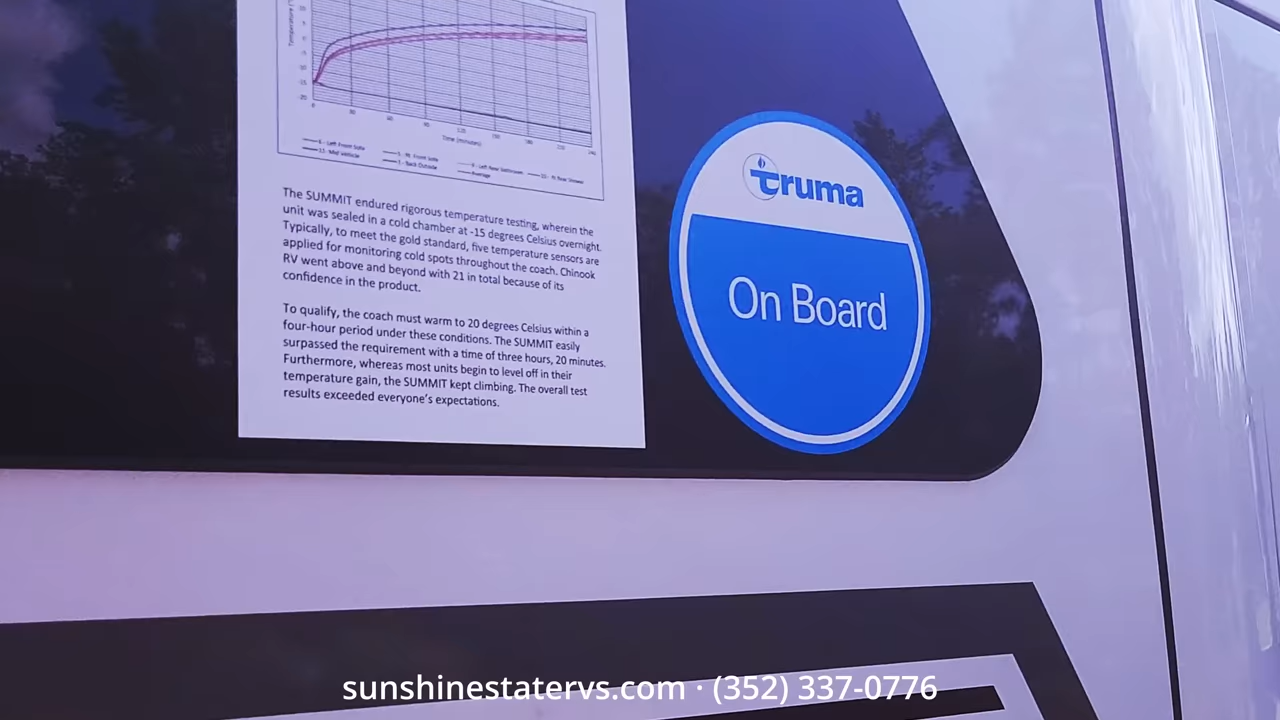 Time (minutes)
The SUMMIT endured rigorous temperature testing, wherein the
unit was sealed in a cold chamber at -15 degrees Celsius overnight.
Typically, to meet the gold standard, five temperature sensors are
applied for monitoring cold spots throughout the coach. Chinook
RV went above and beyond with 21 in total because of its
confidence in the product.
To qualify, the coach must warm to 20 degrees Celsius within a
four-hour period under these conditions. The SUMMIT easily
surpassed the requirement with a time of three hours, 20 minutes.
Furthermore, whereas most units begin to level off in their
temperature gain, the SUMMIT kept climbing. The overall test
results exceeded everyone's expectations.
truma
On Board
sunshinestatervs.com · (352) 337-0776